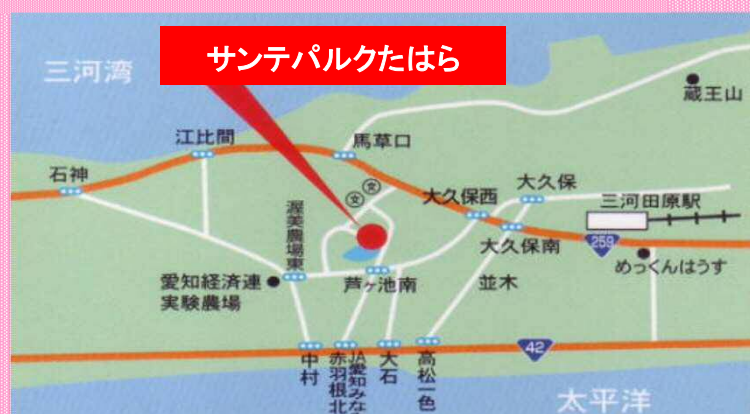 サンテパルクたはら
三河湾
蔵王山
江比間
馬草口
石神
文
文
大久保西
大久保
三河田原駅
渥美農場東
259
大久保南
めっくんはうす
愛知経済連
実験農場
芦ヶ池南
並木
42
中村
赤羽根北
JA愛知みな
大石
高松一色
太平洋